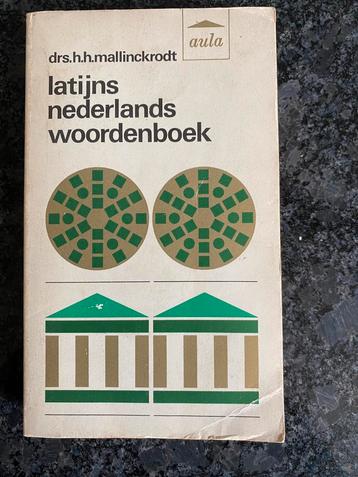 aula
drs.h.h.mallinckrodt
latijns
nederlands
woordenboek